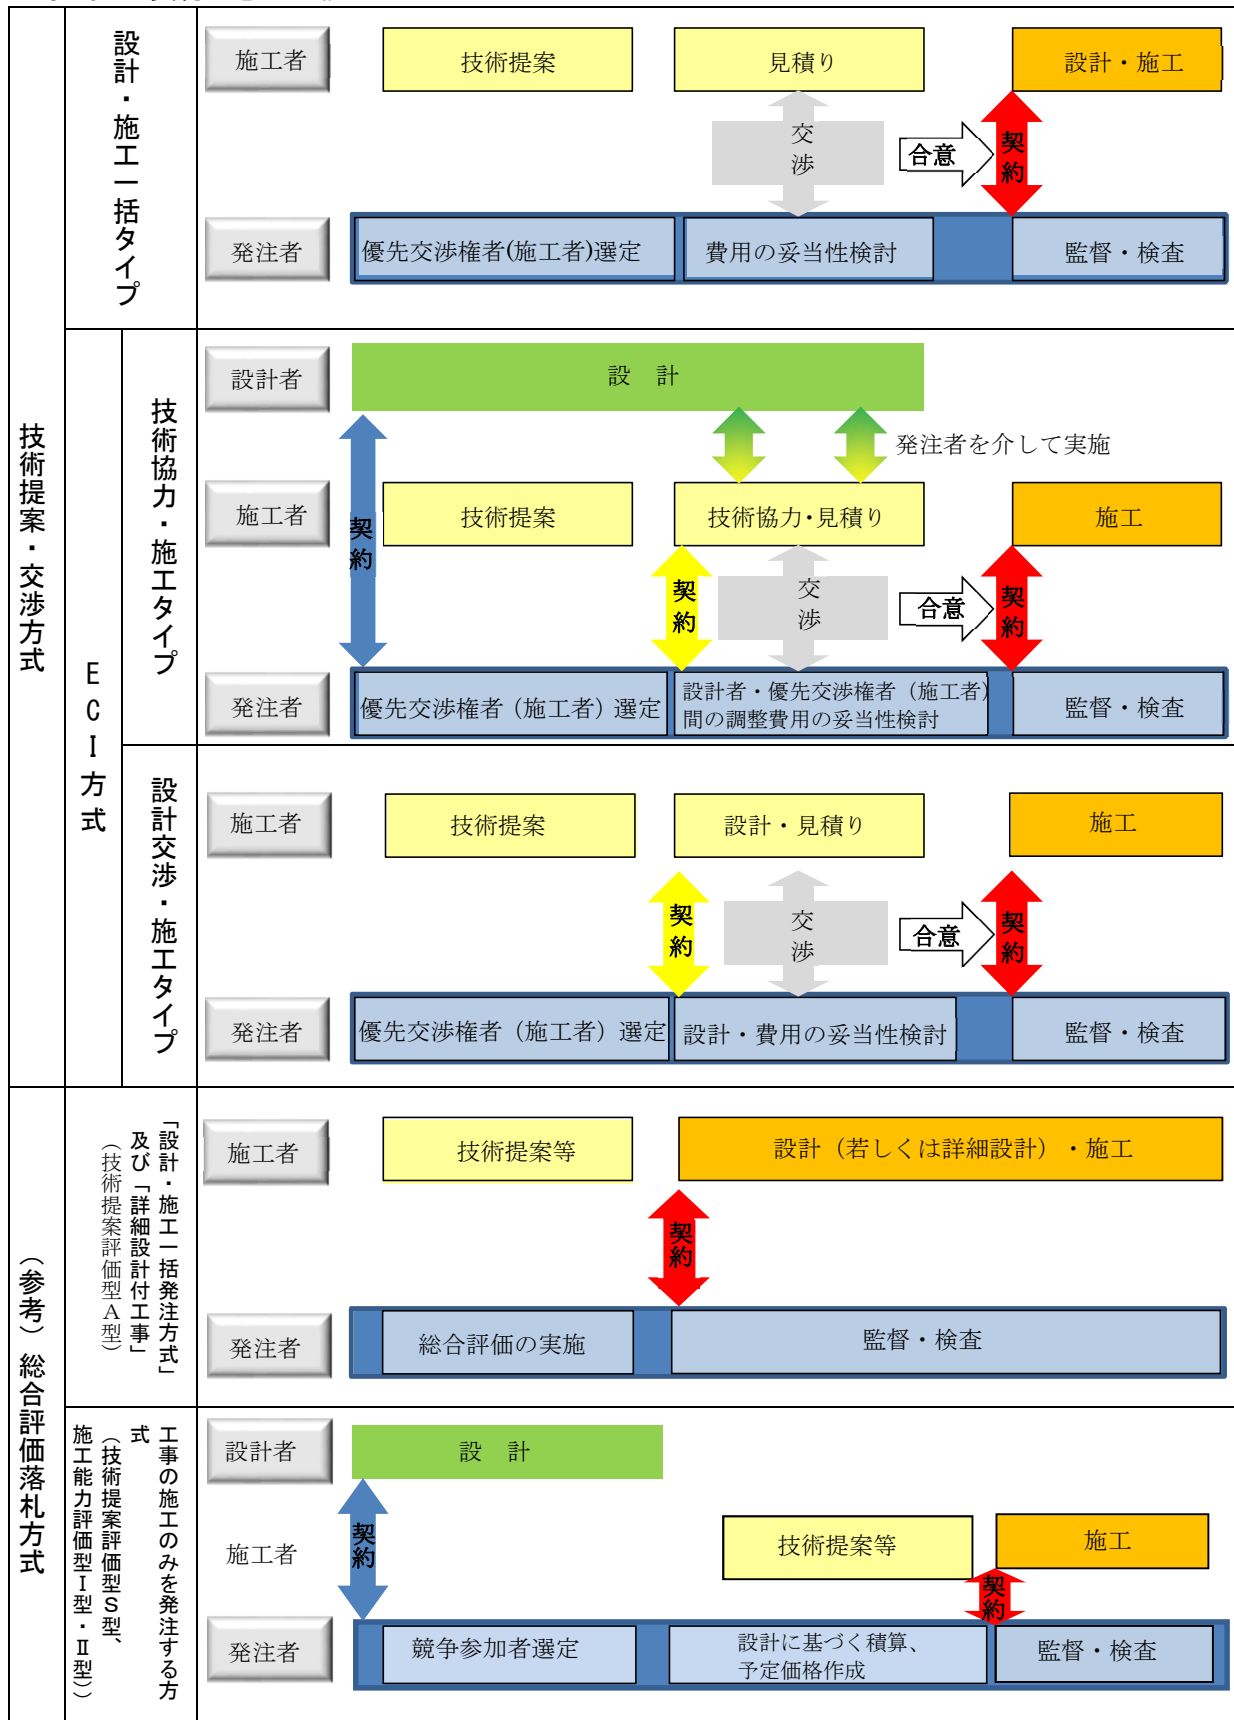 技術提案・交渉方式
設計・施工一括タイプ
施工者
技術提案
見積り
設計・施工
交渉
合意
契約
発注者
優先交渉権者(施工者)選定
費用の妥当性検討
監督・検査
ECI方式
技術協力・施工タイプ
設計者
設 計
発注者を介して実施
施工者
契約
技術提案
技術協力・見積り
施工
契約
交渉
合意
契約
発注者
優先交渉権者（施工者）選定
設計者・優先交渉権者（施工者）
間の調整費用の妥当性検討
監督・検査
設計交渉・施工タイプ
施工者
技術提案
設計・見積り
施工
契約
交渉
合意
契約
発注者
優先交渉権者（施工者）選定
設計・費用の妥当性検討
監督・検査
（参考）総合評価落札方式
「設計・施工一括発注方式」
及び「詳細設計付工事」
（技術提案評価型A型）
施工者
技術提案等
設計（若しくは詳細設計）・施工
契約
発注者
総合評価の実施
監督・検査
工事の施工のみを発注する方
式
（技術提案評価型S型、
施工能力評価型Ⅰ型・Ⅱ型）)
設計者
設 計
契約
施工者
技術提案等
施工
契約
発注者
競争参加者選定
設計に基づく積算、
予定価格作成
監督・検査